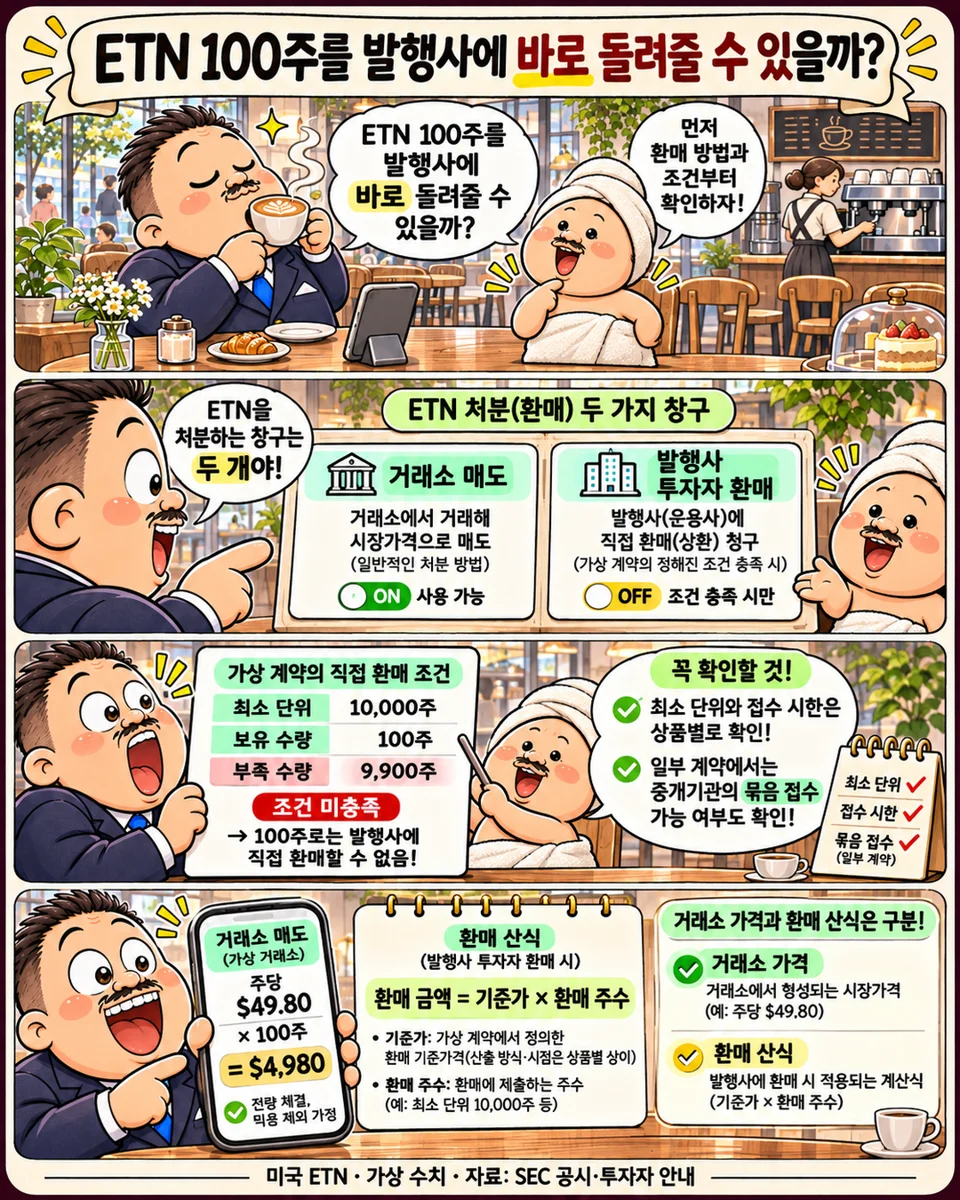 ETN 100주를 발행사에 바로 돌려줄 수 있을까?
ETN 100주를
발행사에
바로 돌려줄 수
있을까?
먼저
환매 방법과
조건부터
확인하자!
ETN을
처분하는 창구는
두 개야!
ETN 처분(환매) 두 가지 창구
거래소 매도
거래소에서 거래해
시장가격으로 매도
(일반적인 처분 방법)
ON 사용 가능
발행사
투자자 환매
발행사(운용사)에
직접 환매(상환) 청구
(가상 계약의 정해진 조건 충족 시)
OFF 조건 충족 시만
가상 계약의 직접 환매 조건
최소 단위 10,000주
보유 수량 100주
부족 수량 9,900주
조건 미충족
→ 100주로는 발행사에
직접 환매할 수 없음!
꼭 확인할 것!
최소 단위와 접수 시한은
상품별로 확인!
일부 계약에서는
중개기관의 묶음 접수
가능 여부도 확인!
최소 단위
접수 시한
묶음 접수
(일부 계약)
거래소 매도
(가상 거래소)
주당
$49.80
× 100주
= $4,980
전량 체결,
믹용 제외 가정
환매 산식
(발행사 투자자 환매 시)
환매 금액 = 기준가 × 환매 주수
• 기준가: 가상 계약에서 정의한
환매 기준가격(산출 방식·시점은 상품별 상이)
• 환매 주수: 환매에 제출하는 주수
(예: 최소 단위 10,000주 등)
거래소 가격과 환매 산식은 구분!
거래소 가격
거래소에서 형성되는 시장가격
(예: 주당 $49.80)
환매 산식
발행사에 환매 시 적용되는 계산식
(기준가 × 환매 주수)
미국 ETN · 가상 수치 · 자료: SEC 공시·투자자 안내